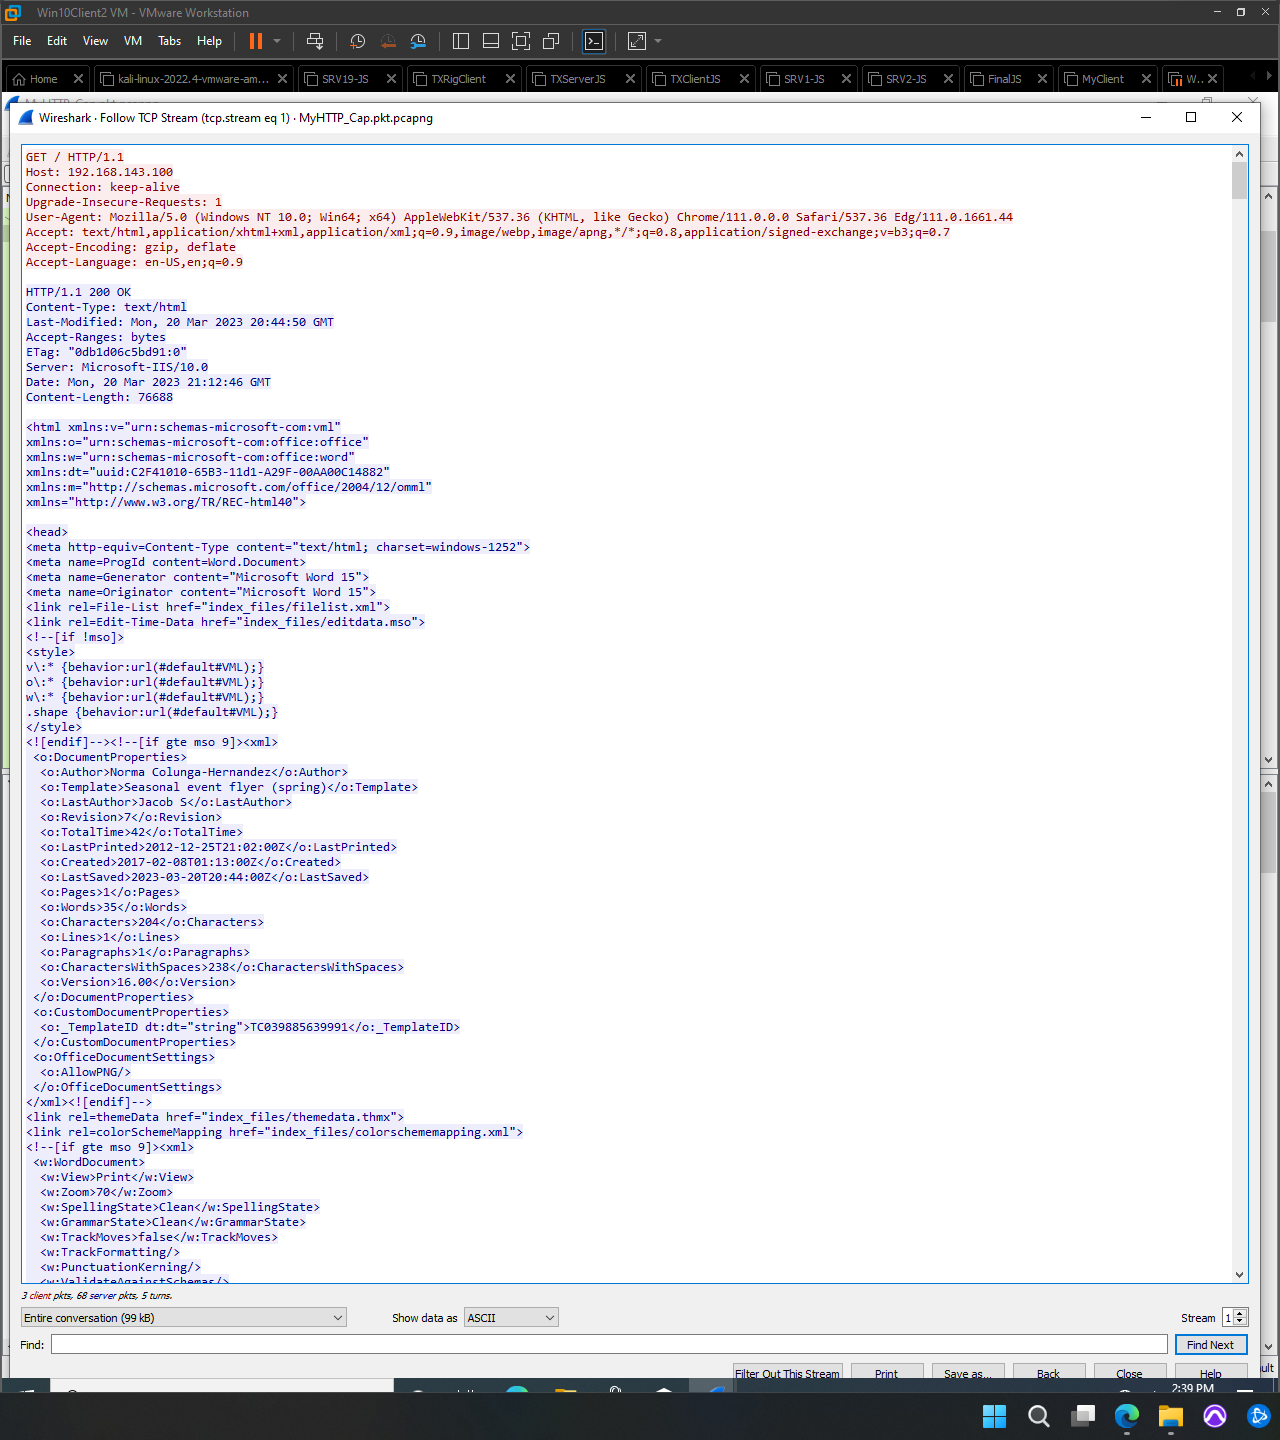 Win10Client2 VM - VMware Workstation
File Edit View VM Tabs Help
Home kali-linux-2022.4-vmware-am... SRV19-JS TXRigClient TXServerJS TXClientJS SRV1-JS SRV2-JS FinalJS MyClient W...
Wireshark · Follow TCP Stream (tcp.stream eq 1) · MyHTTP_Cap.pkt.pcapng
GET / HTTP/1.1
Host: 192.168.143.100
Connection: keep-alive
Upgrade-Insecure-Requests: 1
User-Agent: Mozilla/5.0 (Windows NT 10.0; Win64; x64) AppleWebKit/537.36 (KHTML, like Gecko) Chrome/111.0.0.0 Safari/537.36 Edg/111.0.1661.44
Accept: text/html,application/xhtml+xml,application/xml;q=0.9,image/webp,image/apng,*/*;q=0.8,application/signed-exchange;v=b3;q=0.7
Accept-Encoding: gzip, deflate
Accept-Language: en-US,en;q=0.9
HTTP/1.1 200 OK
Content-Type: text/html
Last-Modified: Mon, 20 Mar 2023 20:44:50 GMT
Accept-Ranges: bytes
ETag: "0db1d06c5bd91:0"
Server: Microsoft-IIS/10.0
Date: Mon, 20 Mar 2023 21:12:46 GMT
Content-Length: 76688
<html xmlns:v="urn:schemas-microsoft-com:vml"
xmlns:o="urn:schemas-microsoft-com:office:office"
xmlns:w="urn:schemas-microsoft-com:office:word"
xmlns:dt="uuid:C2F41010-65B3-11d1-A29F-00AA00C14882"
xmlns:m="http://schemas.microsoft.com/office/2004/12/omml"
xmlns="http://www.w3.org/TR/REC-html40">
<head>
<meta http-equiv=Content-Type content="text/html; charset=windows-1252">
<meta name=ProgId content=Word.Document>
<meta name=Generator content="Microsoft Word 15">
<meta name=Originator content="Microsoft Word 15">
<link rel=File-List href="index_files/filelist.xml">
<link rel=Edit-Time-Data href="index_files/editdata.mso">
<!--[if !mso]>
<style>
v\:* {behavior:url(#default#VML);}
o\:* {behavior:url(#default#VML);}
w\:* {behavior:url(#default#VML);}
.shape {behavior:url(#default#VML);}
</style>
<![endif]--><!--[if gte mso 9]><xml>
<o:DocumentProperties>
<o:Author>Norma Colunga-Hernandez</o:Author>
<o:Template>Seasonal event flyer (spring)</o:Template>
<o:LastAuthor>Jacob S</o:LastAuthor>
<o:Revision>7</o:Revision>
<o:TotalTime>42</o:TotalTime>
<o:LastPrinted>2012-12-25T21:02:00Z</o:LastPrinted>
<o:Created>2017-02-08T01:13:00Z</o:Created>
<o:LastSaved>2023-03-20T20:44:00Z</o:LastSaved>
<o:Pages>1</o:Pages>
<o:Words>35</o:Words>
<o:Characters>204</o:Characters>
<o:Lines>1</o:Lines>
<o:Paragraphs>1</o:Paragraphs>
<o:CharactersWithSpaces>238</o:CharactersWithSpaces>
<o:Version>16.00</o:Version>
</o:DocumentProperties>
<o:CustomDocumentProperties>
<o:_TemplateID dt:dt="string">TC039885639991</o:_TemplateID>
</o:CustomDocumentProperties>
<o:OfficeDocumentSettings>
<o:AllowPNG/>
</o:OfficeDocumentSettings>
</xml><![endif]-->
<link rel=themeData href="index_files/themedata.thmx">
<link rel=colorSchemeMapping href="index_files/colorschememapping.xml">
<!--[if gte mso 9]><xml>
<w:WordDocument>
<w:View>Print</w:View>
<w:Zoom>70</w:Zoom>
<w:SpellingState>Clean</w:SpellingState>
<w:GrammarState>Clean</w:GrammarState>
<w:TrackMoves>false</w:TrackMoves>
<w:TrackFormatting/>
<w:PunctuationKerning/>
<w:ValidateAgainstSchemas/>
3 client pkts, 68 server pkts, 5 turns.
Entire conversation (99 kB) Show data as ASCII Stream 1
Find: Find Next
Filter Out This Stream Print Save as... Back Close Help
2:39 PM